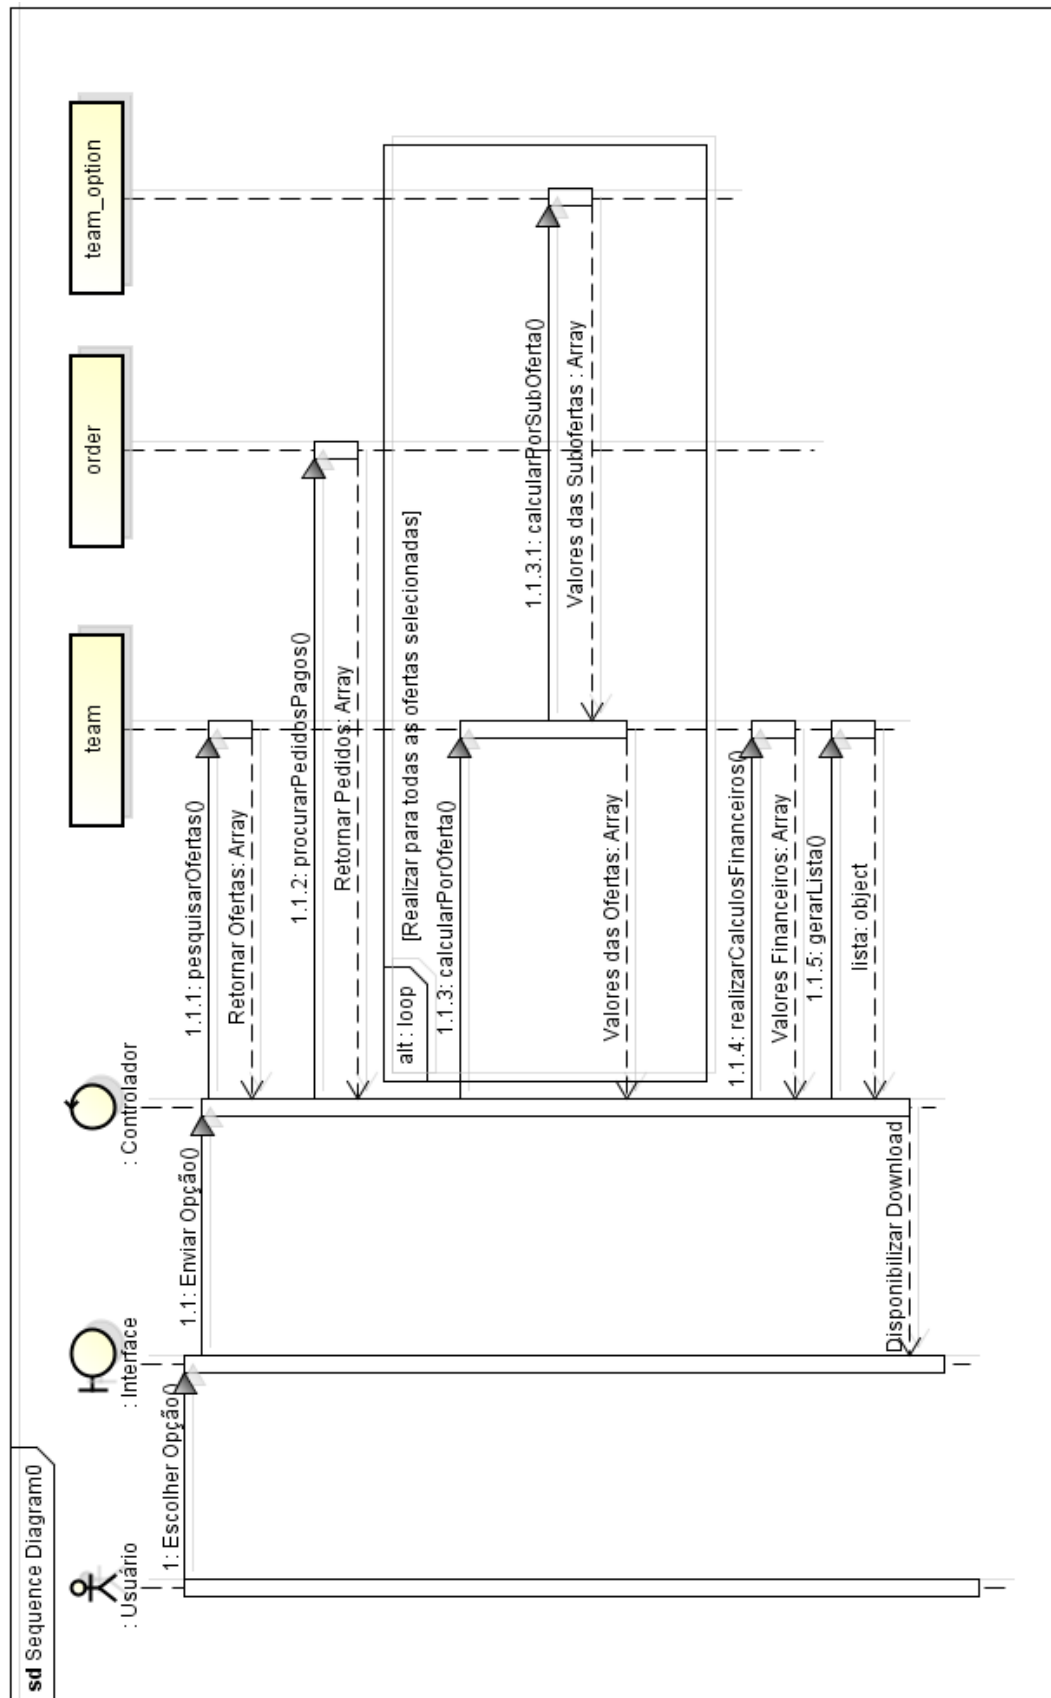 sd Sequence Diagram0
: Usuário
: Interface
: Controlador
team
order
team_option
1: Escolher Opção()
1.1: Enviar Opção()
1.1.1: pesquisarOfertas()
Retornar Ofertas: Array
1.1.2: procurarPedidosPagos()
Retornar Pedidos: Array
alt : loop
[Realizar para todas as ofertas selecionadas]
1.1.3: calcularPorOferta()
1.1.3.1: calcularPorSubOferta()
Valores das Subofertas : Array
Valores das Ofertas: Array
1.1.4: realizarCalculosFinanceiros()
Valores Financeiros: Array
1.1.5: gerarLista()
lista: object
Disponibilizar Download